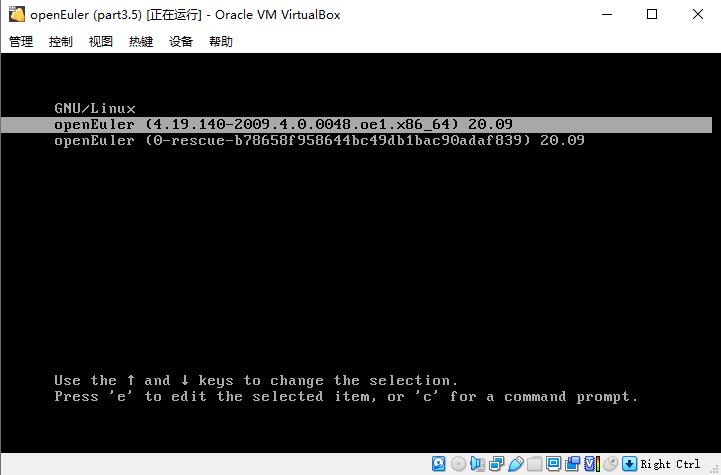 openEuler (part3.5) [正在运行] - Oracle VM VirtualBox
管理 控制 视图 热键 设备 帮助
GNU/Linux
openEuler (4.19.140-2009.4.0.0048.oe1.x86_64) 20.09
openEuler (0-rescue-b78658f958644bc49db1bac90adaf839) 20.09
Use the ↑ and ↓ keys to change the selection.
Press 'e' to edit the selected item, or 'c' for a command prompt.
Right Ctrl